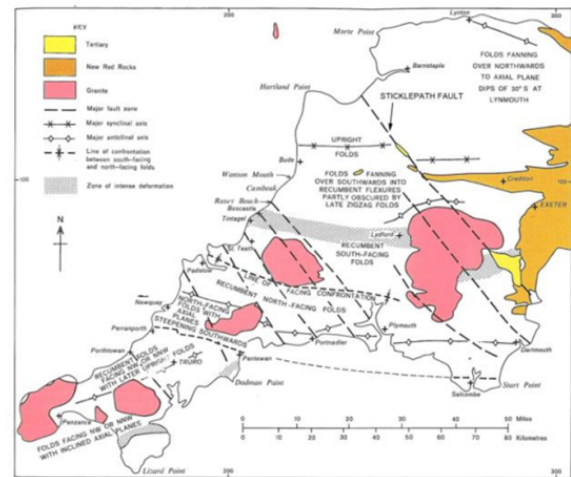 KEY
Tertiary
New Red Rocks
Granite
Major fault zone
Major synclinal axis
Major anticlinal axis
Line of confrontation
between south-facing
and north-facing folds
Zone of intense deformation
N
200
300
Lynton
Morte Point
Barnstaple
FOLDS FANNING
OVER NORTHWARDS
TO AXIAL PLANE
DIPS OF 30° S AT
LYNMOUTH
Hartland Point
STICKLEPATH FAULT
UPRIGHT
FOLDS
Bude
FOLDS FANNING
OVER SOUTHWARDS INTO
RECUMBENT FLEXURES
PARTLY OBSCURED BY
LATE ZIGZAG FOLDS
Wanson Mouth
Cambeak
Rusey Beach
Boscastle
Tintagel
Crediton
EXETER
100
100
Lydford
RECUMBENT
SOUTH-FACING
FOLDS
St. Teath
Padstow
LINE OF FACING CONFRONTATION
RECUMBENT NORTH-FACING FOLDS
Newquay
NORTH-FACING
FOLDS WITH
AXIAL
PLANES
STEEPENING SOUTHWARDS
Perranporth
Plymouth
Portnadler
Dartmouth
Porthtowan
RECUMBENT FOLDS
FACING NW OR NNW
WITH LATER UPRIGHT FOLDS
TRURO
Pentewan
Dodman Point
Start Point
Salcombe
Penzance
FOLDS FACING NW OR NNW
WITH INCLINED AXIAL PLANES
Lizard Point
0 10 20 30 40 50 Miles
0 10 20 30 40 50 60 70 80 Kilometres
200
300